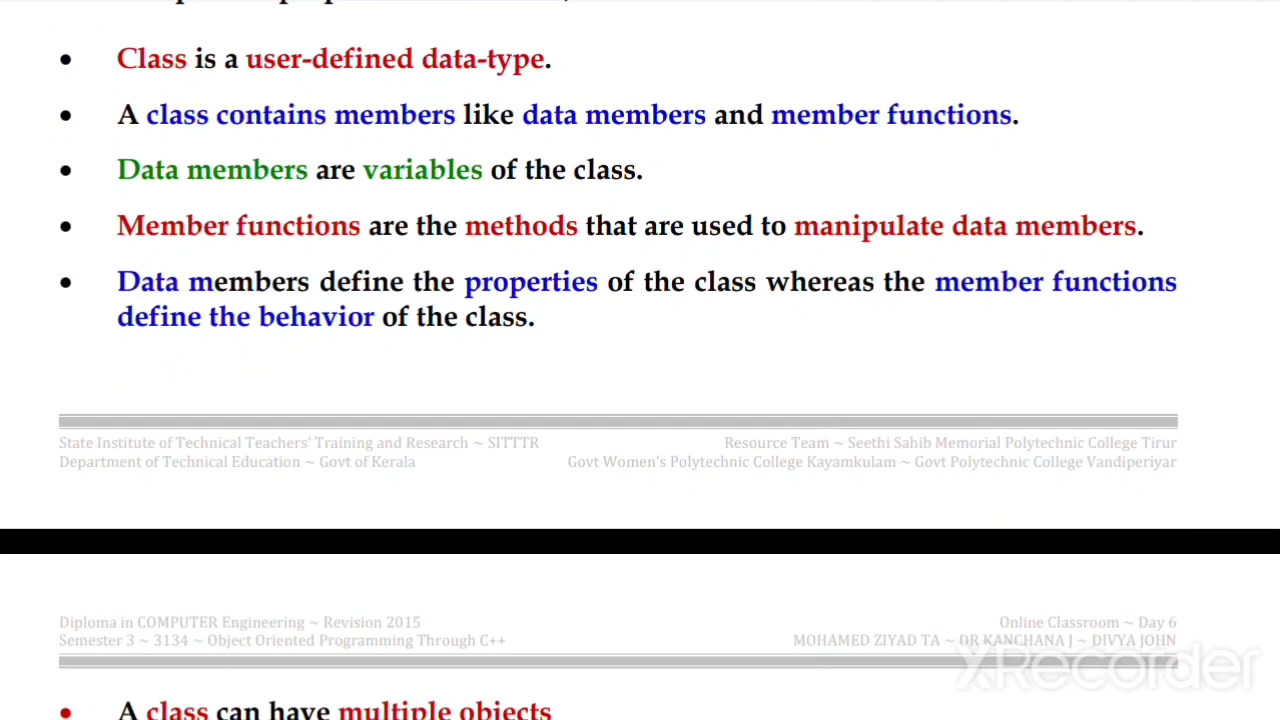 • Class is a user-defined data-type.
• A class contains members like data members and member functions.
• Data members are variables of the class.
• Member functions are the methods that are used to manipulate data members.
• Data members define the properties of the class whereas the member functions
define the behavior of the class.
State Institute of Technical Teachers' Training and Research ~ SITTTR
Resource Team ~ Seethi Sahib Memorial Polytechnic College Tirur
Department of Technical Education ~ Govt of Kerala
Govt Women's Polytechnic College Kayamkulam ~ Govt Polytechnic College Vandiperiyar
Diploma in COMPUTER Engineering ~ Revision 2015
Online Classroom ~ Day 6
Semester 3 ~ 3134 ~ Object Oriented Programming Through C++
MOHAMED ZIYAD TA ~ DR KANCHANA J ~ DIVYA JOHN
XRecorder
• A class can have multiple objects